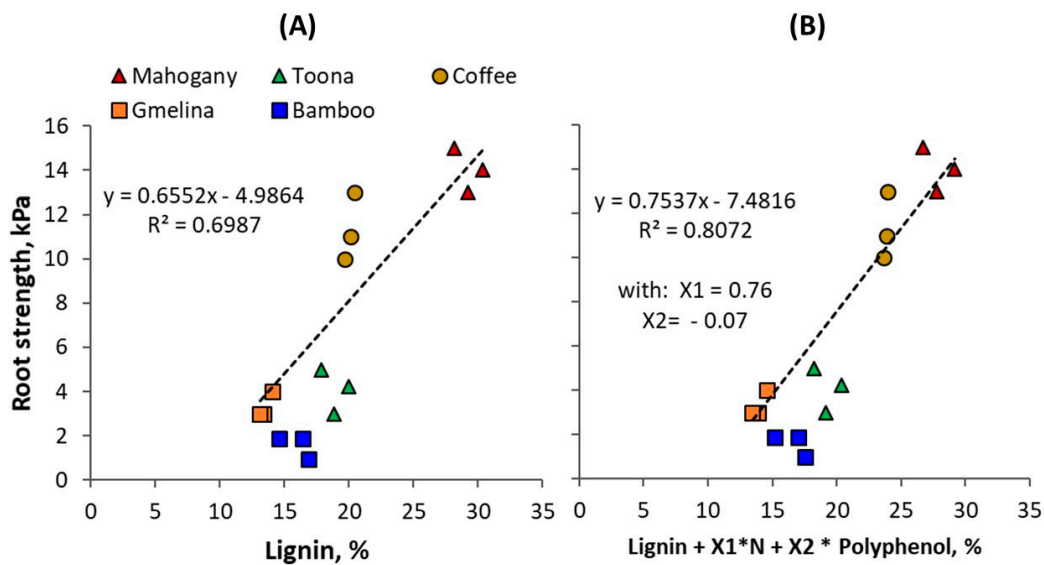 (A)
(B)
Mahogany Toona Coffee
Gmelina Bamboo
Root strength, kPa
16
14
12
10
8
6
4
2
0
y = 0.6552x - 4.9864
R² = 0.6987
0 5 10 15 20 25 30 35
Lignin, %
y = 0.7537x - 7.4816
R² = 0.8072
with: X1 = 0.76
X2= - 0.07
0 5 10 15 20 25 30 35
Lignin + X1*N + X2 * Polyphenol, %